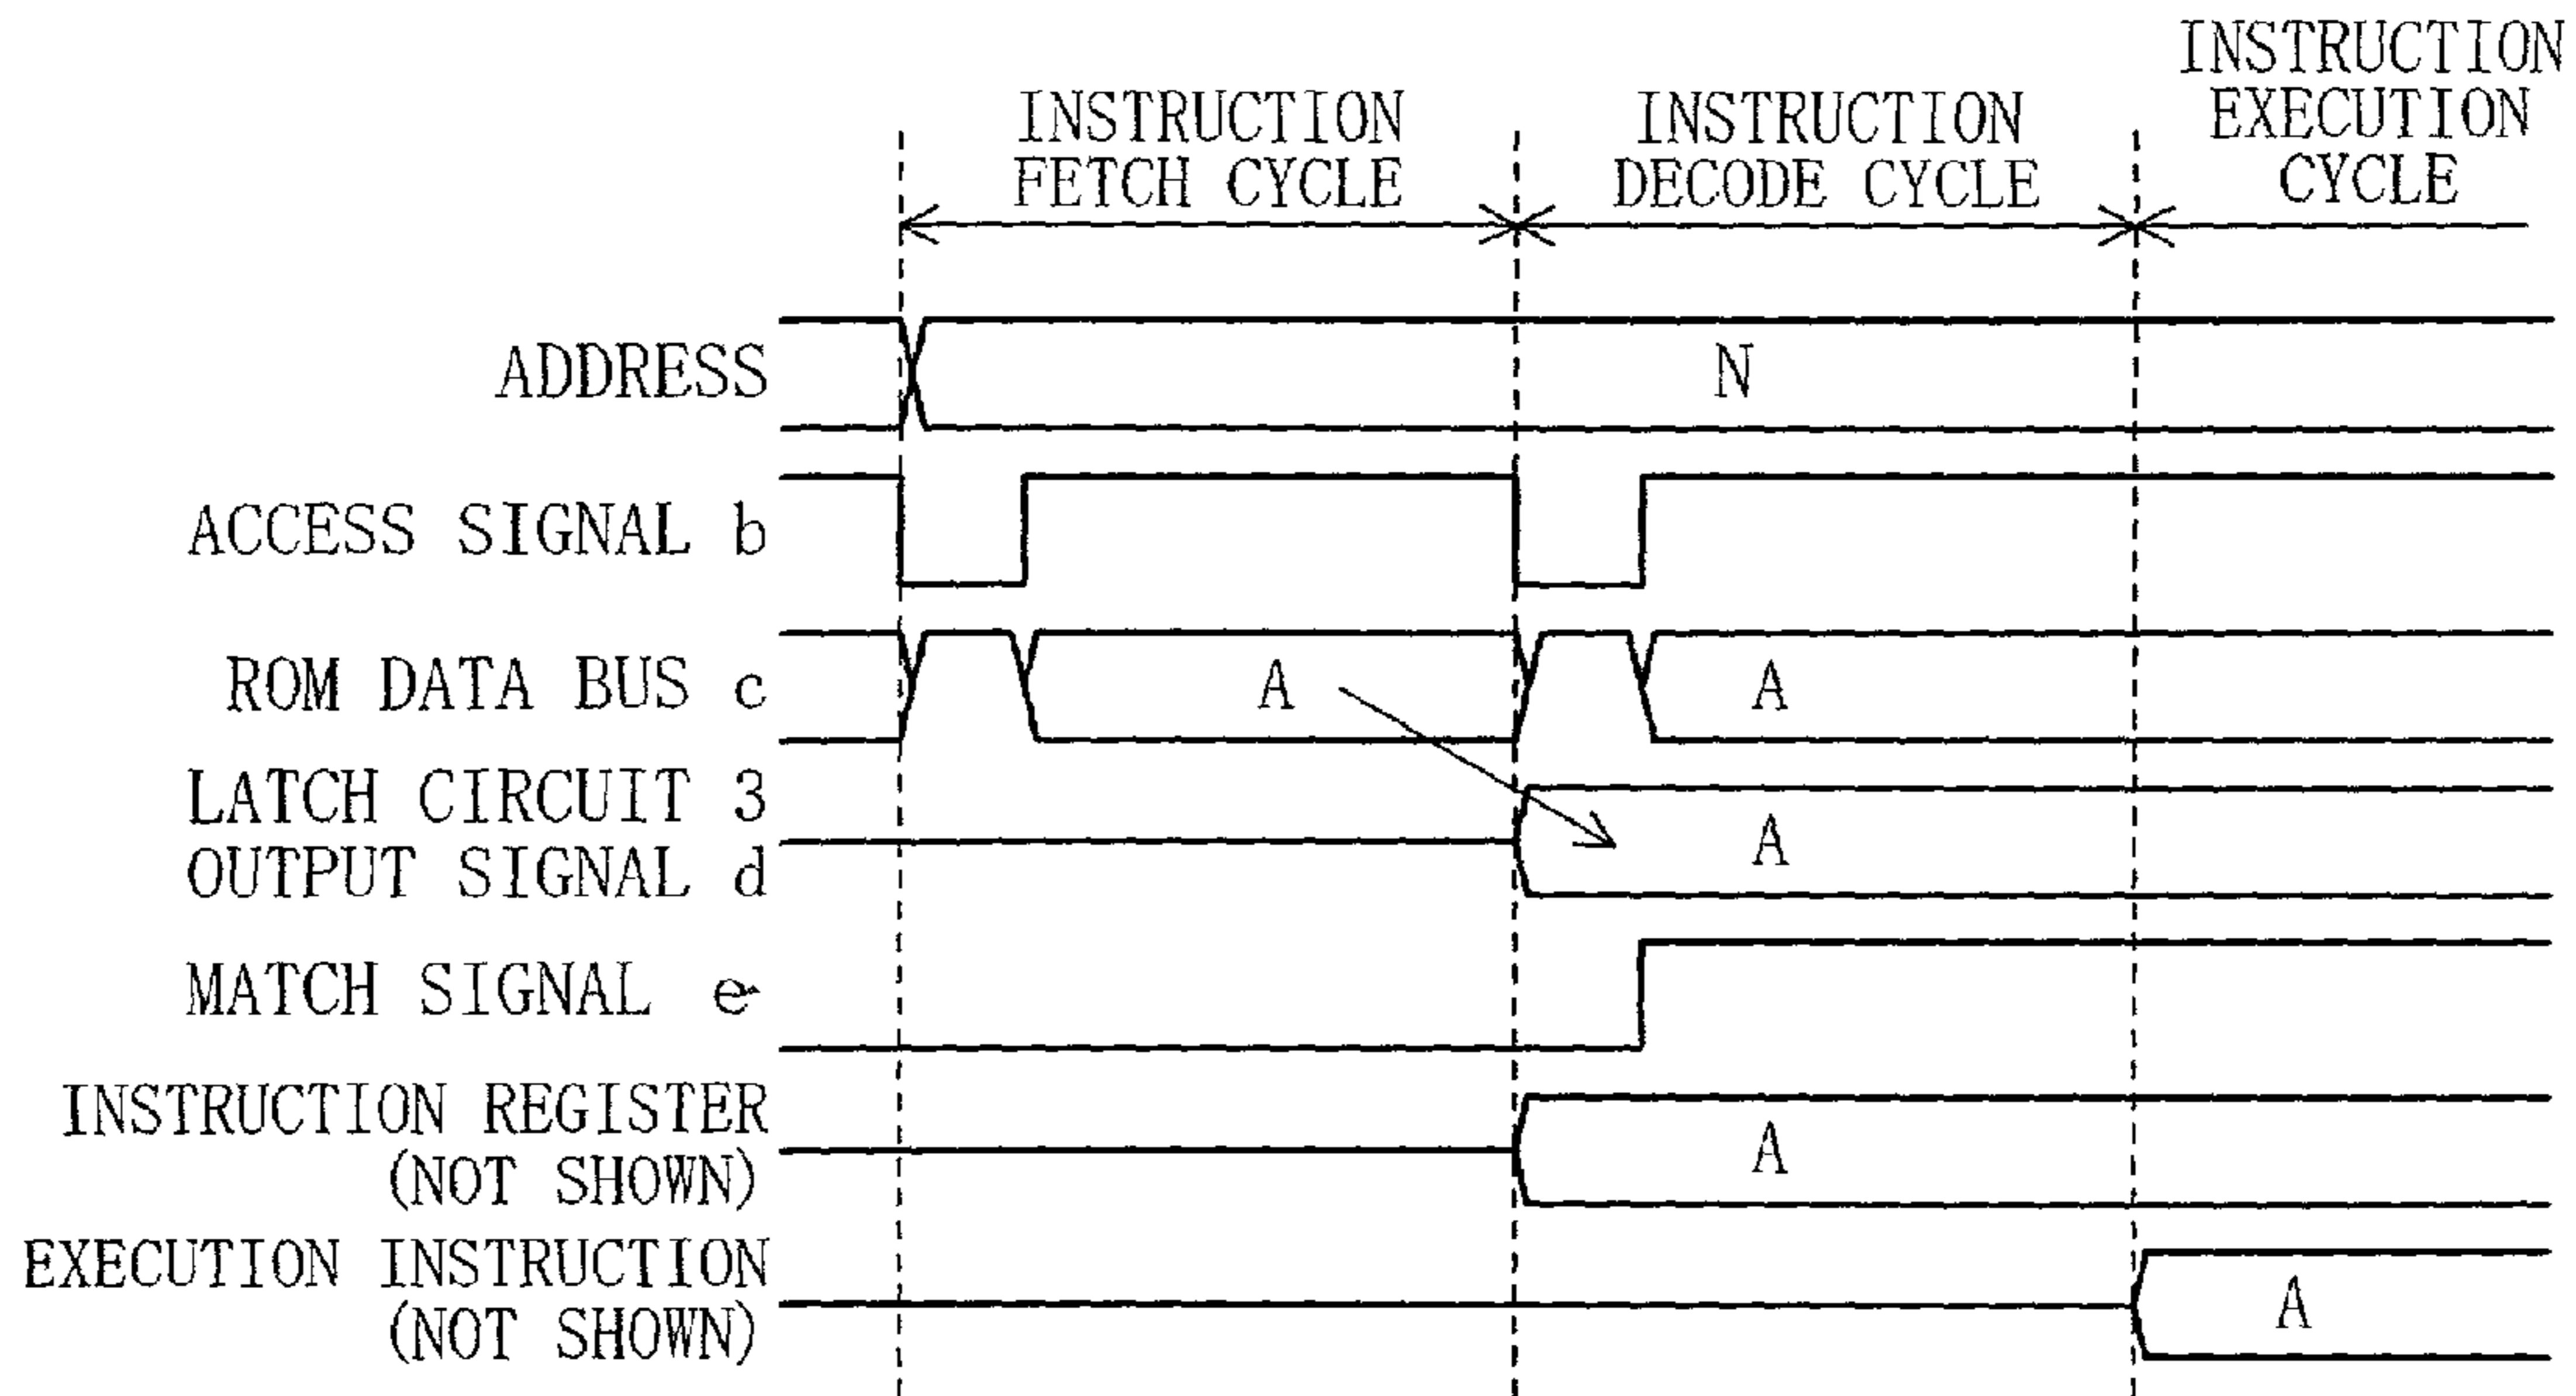 INSTRUCTION
FETCH CYCLE
INSTRUCTION
DECODE CYCLE
INSTRUCTION
EXECUTION
CYCLE
ADDRESS
N
ACCESS SIGNAL b
ROM DATA BUS c
A
A
LATCH CIRCUIT 3
OUTPUT SIGNAL d
A
MATCH SIGNAL e
INSTRUCTION REGISTER
(NOT SHOWN)
A
EXECUTION INSTRUCTION
(NOT SHOWN)
A